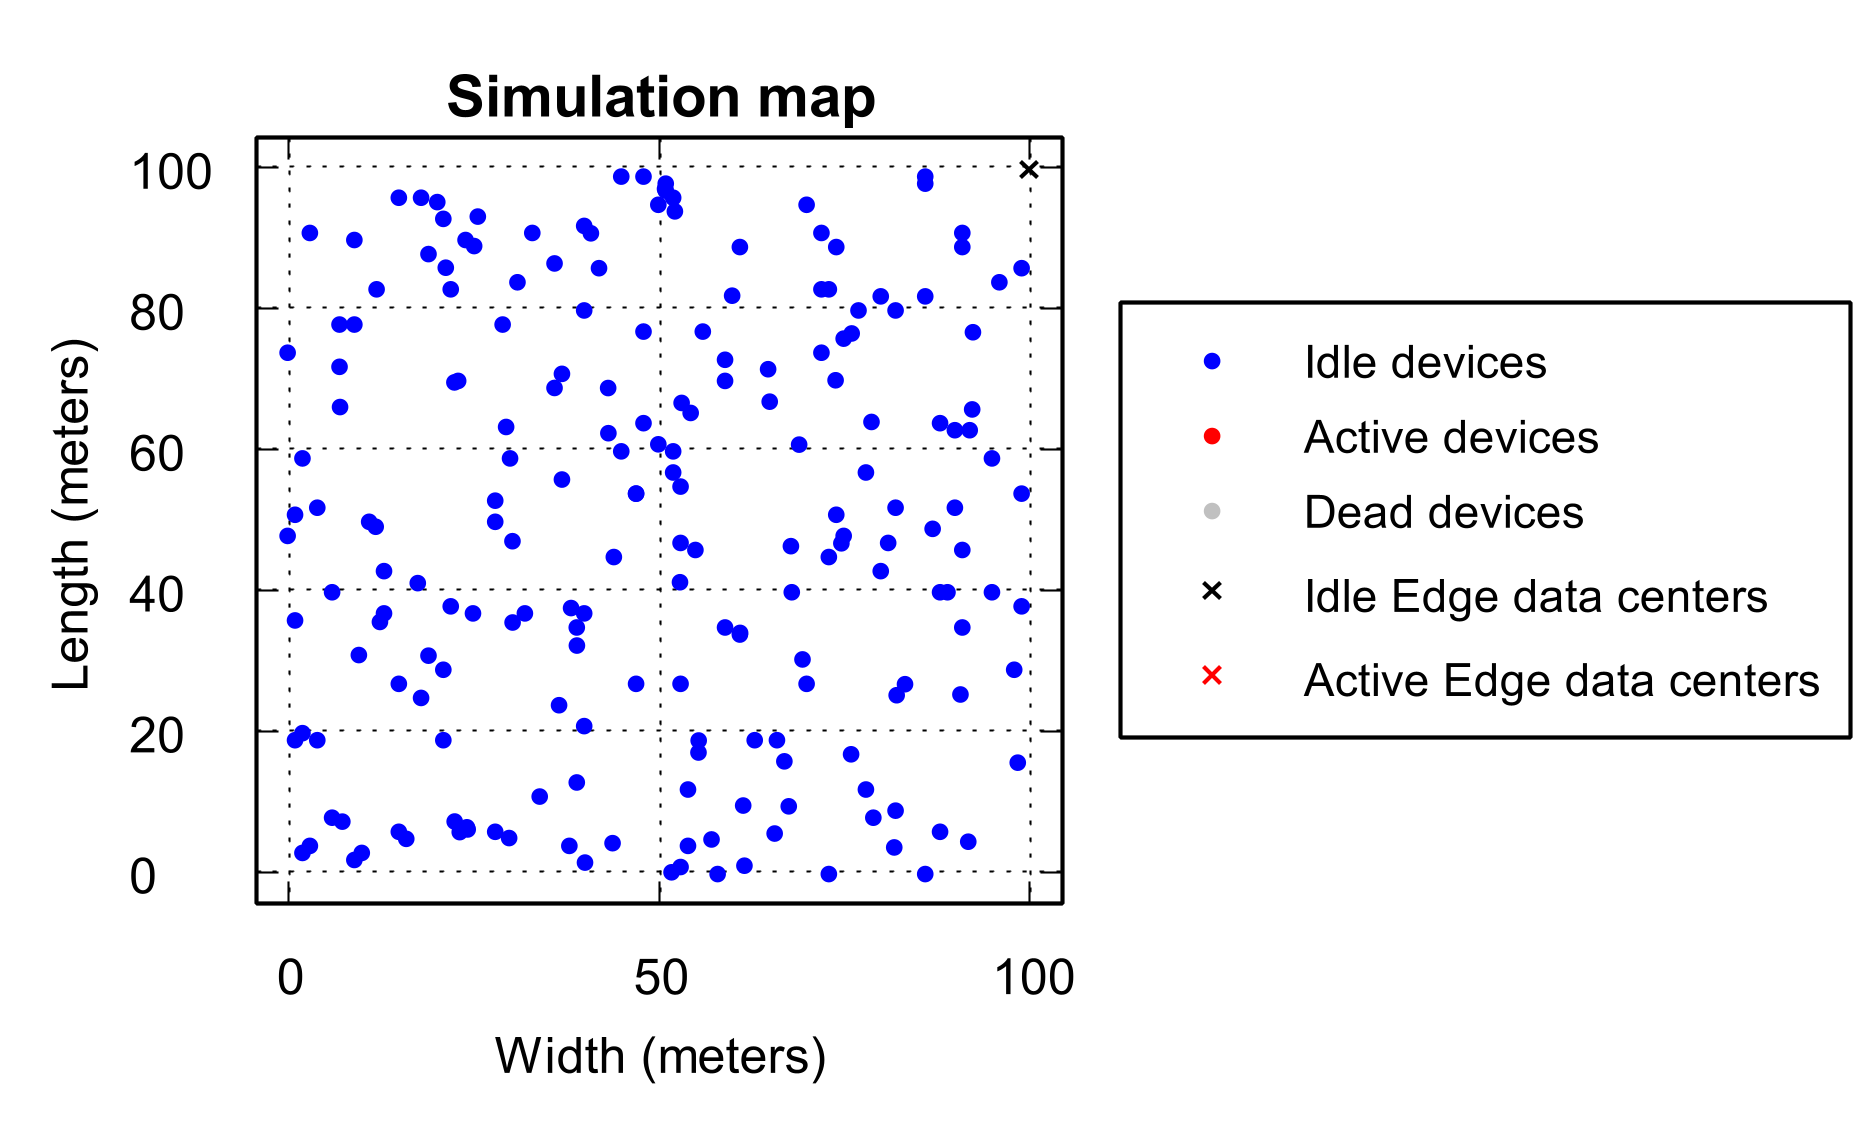 Simulation map
100
80
60
40
20
0
Length (meters)
0 50 100
Width (meters)
Idle devices
Active devices
Dead devices
Idle Edge data centers
Active Edge data centers